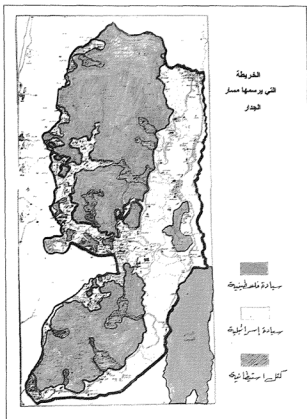 الخريطة
التي يرسمها مسار
الجدار
سيادة فلسطينية
سيادة إسرائيلية
كتل استيطانية